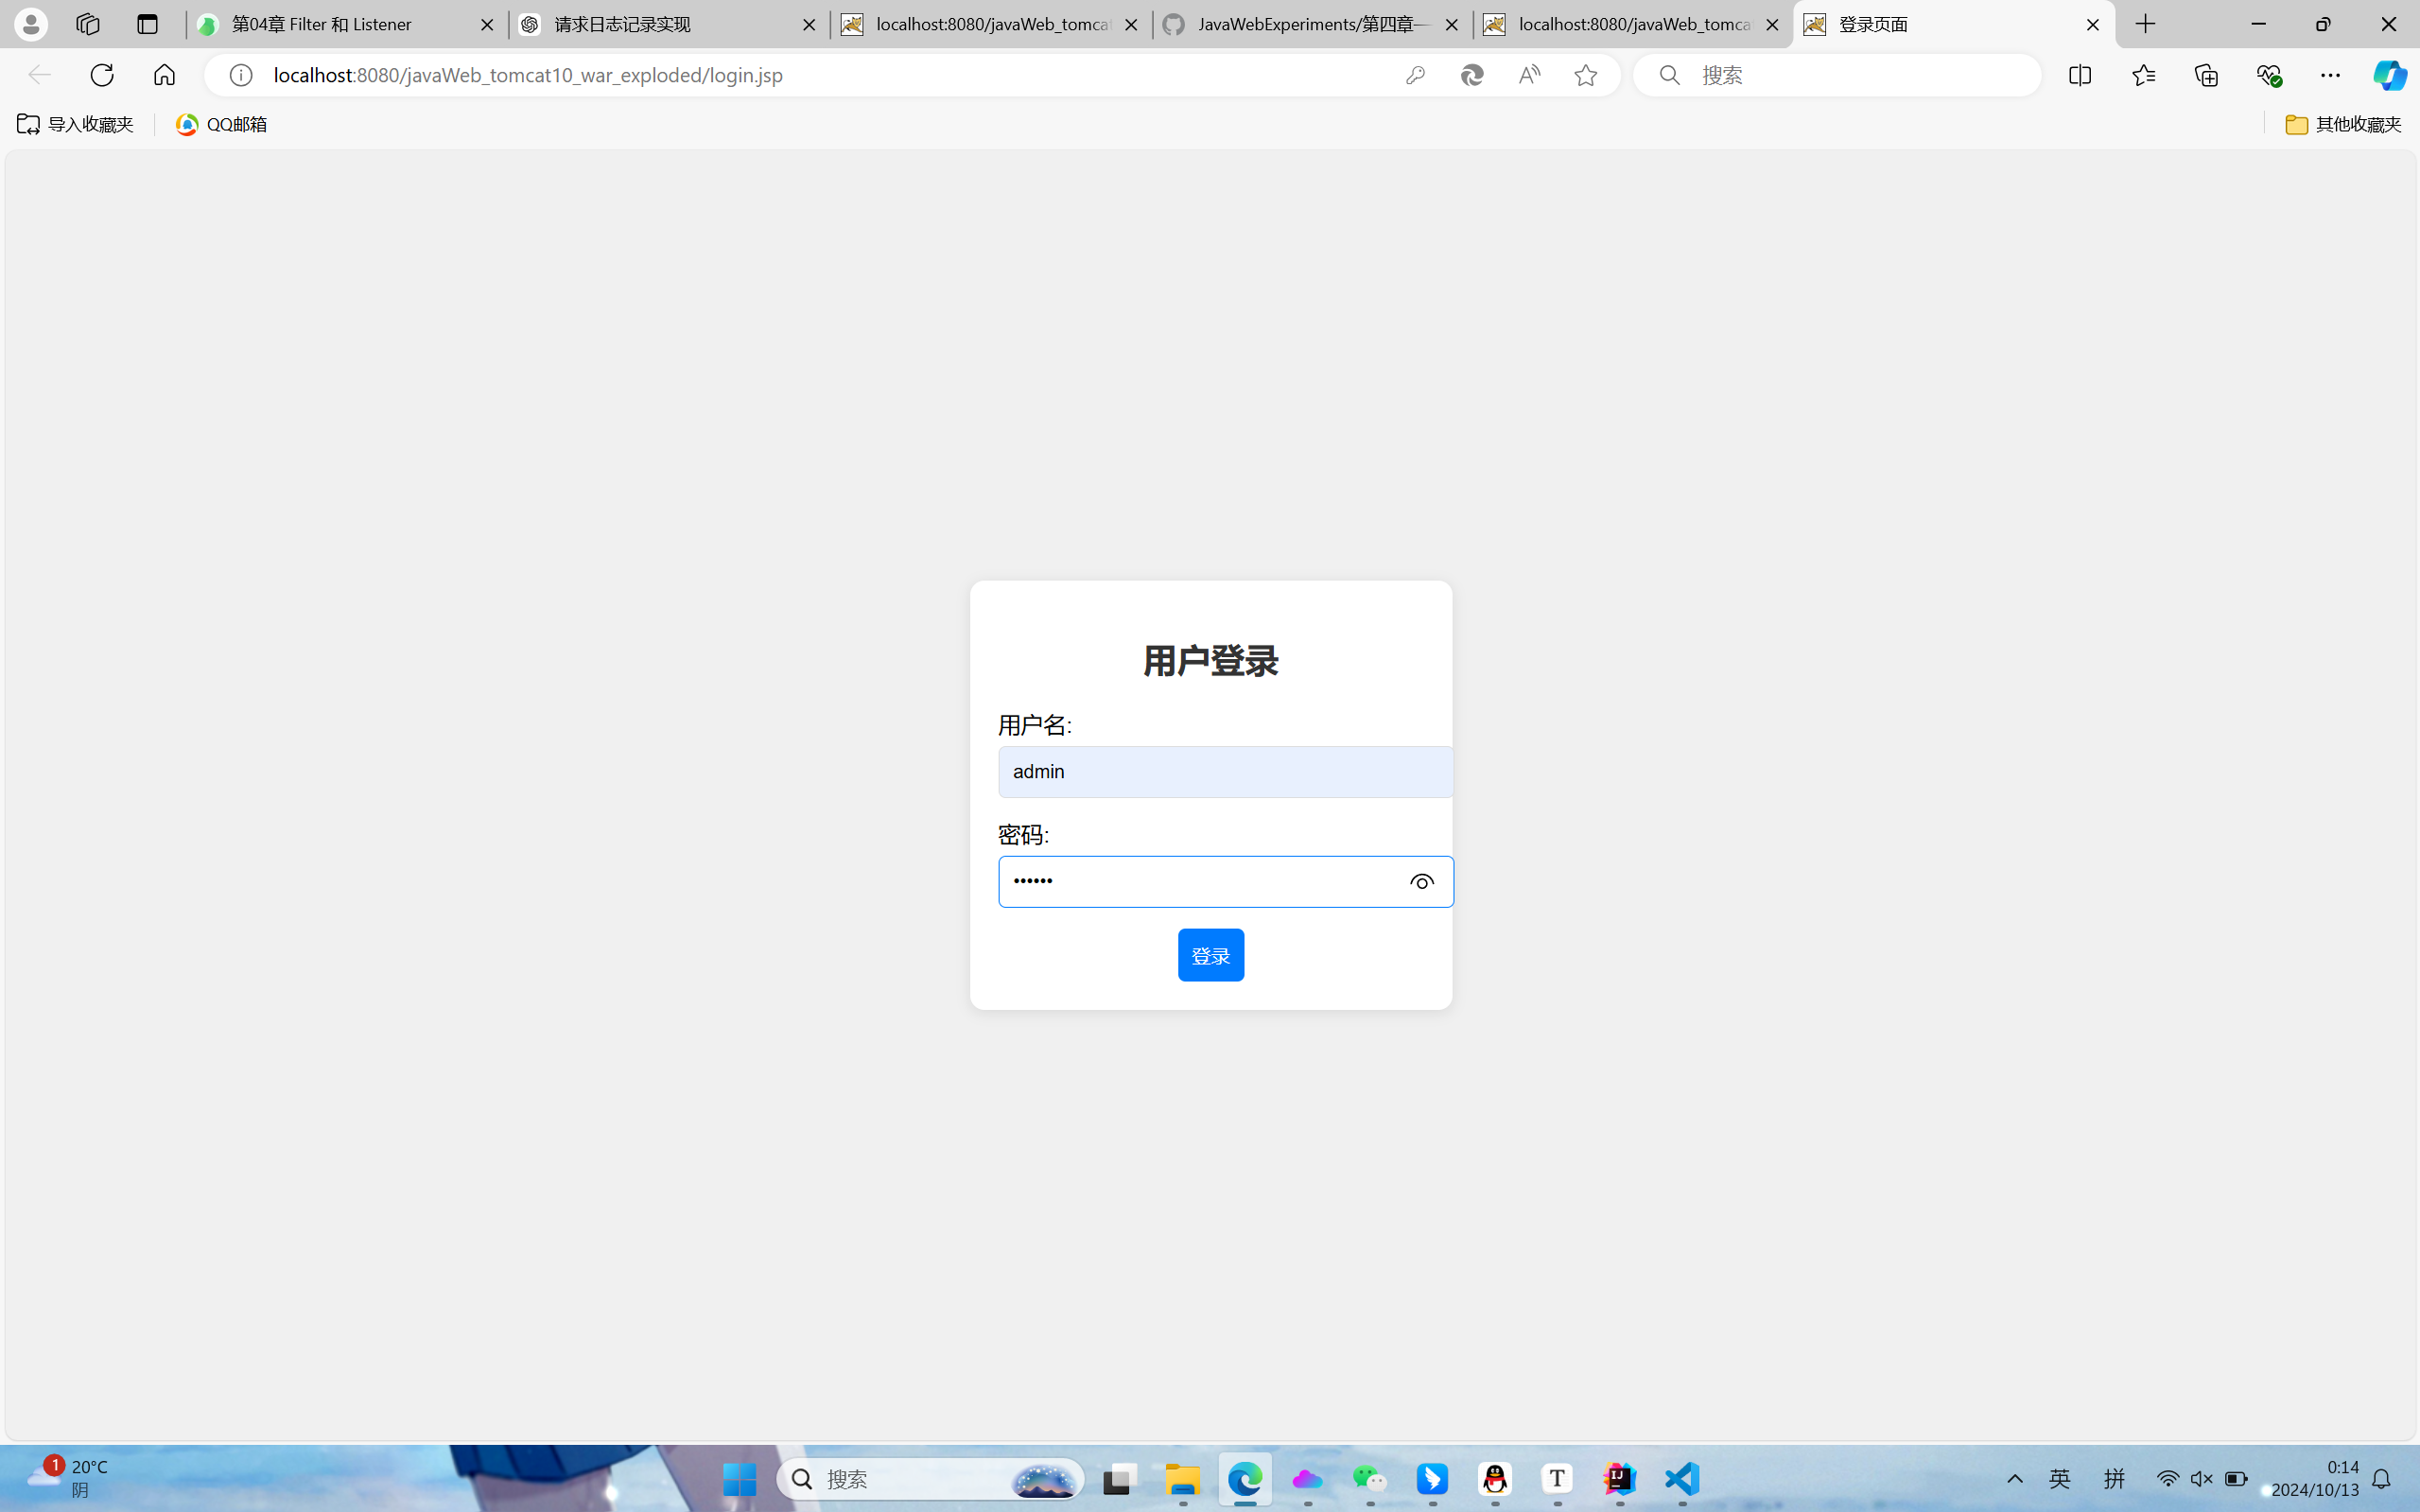 第04章 Filter 和 Listener
请求日志记录实现
localhost:8080/javaWeb_tomcat
JavaWebExperiments/第四章一
localhost:8080/javaWeb_tomca
登录页面
localhost:8080/javaWeb_tomcat10_war_exploded/login.jsp
搜索
导入收藏夹
QQ邮箱
其他收藏夹
用户登录
用户名:
admin
密码:
••••••
登录
1
20°C
阴
搜索
T
IJ
英
拼
0:14
2024/10/13